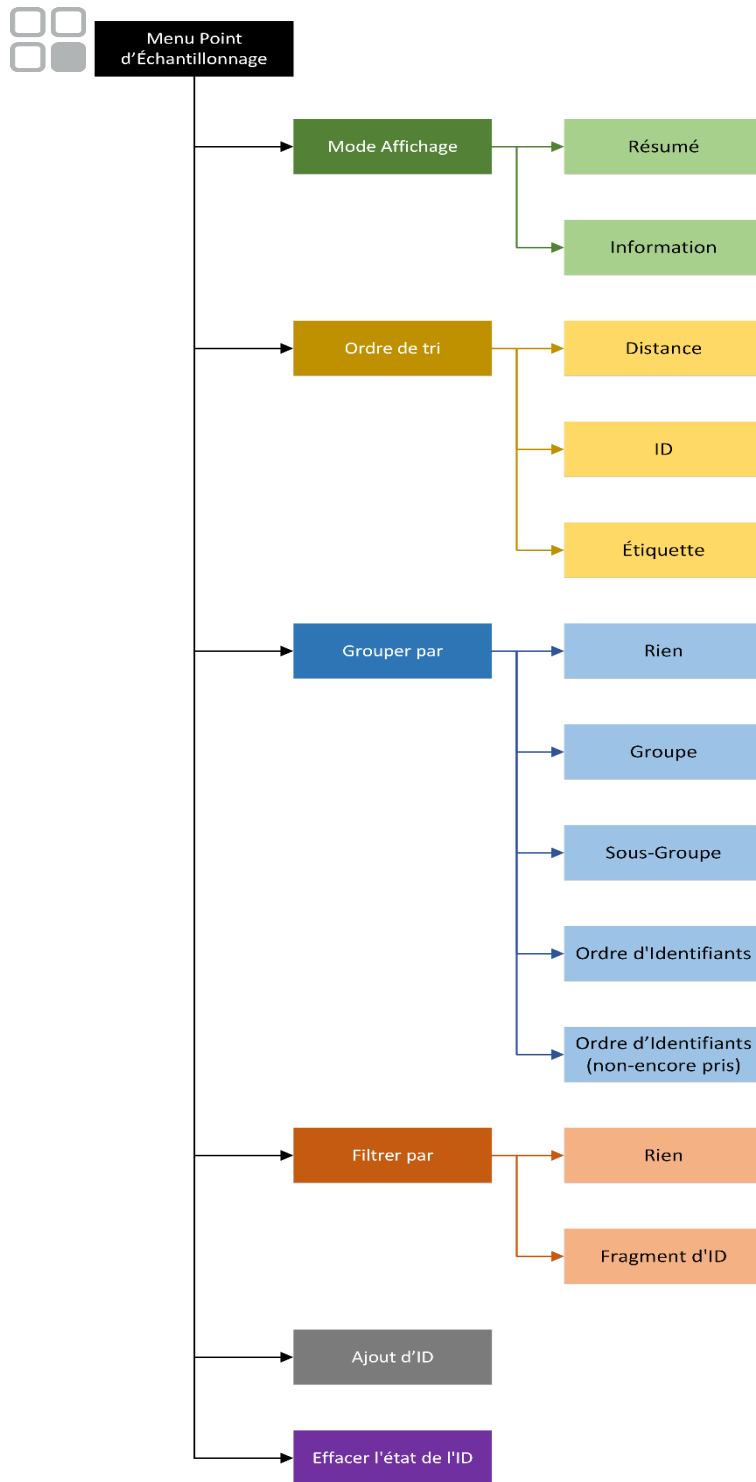 Menu Point
d’Échantillonnage
Mode Affichage
Résumé
Information
Ordre de tri
Distance
ID
Étiquette
Grouper par
Rien
Groupe
Sous-Groupe
Ordre d'Identifiants
Ordre d’Identifiants
(non-encore pris)
Filtrer par
Rien
Fragment d'ID
Ajout d’ID
Effacer l'état de l'ID